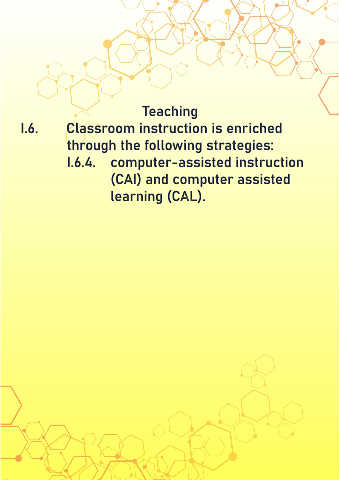 Teaching
I.6. Classroom instruction is enriched
through the following strategies:
I.6.4. computer-assisted instruction
(CAI) and computer assisted
learning (CAL).